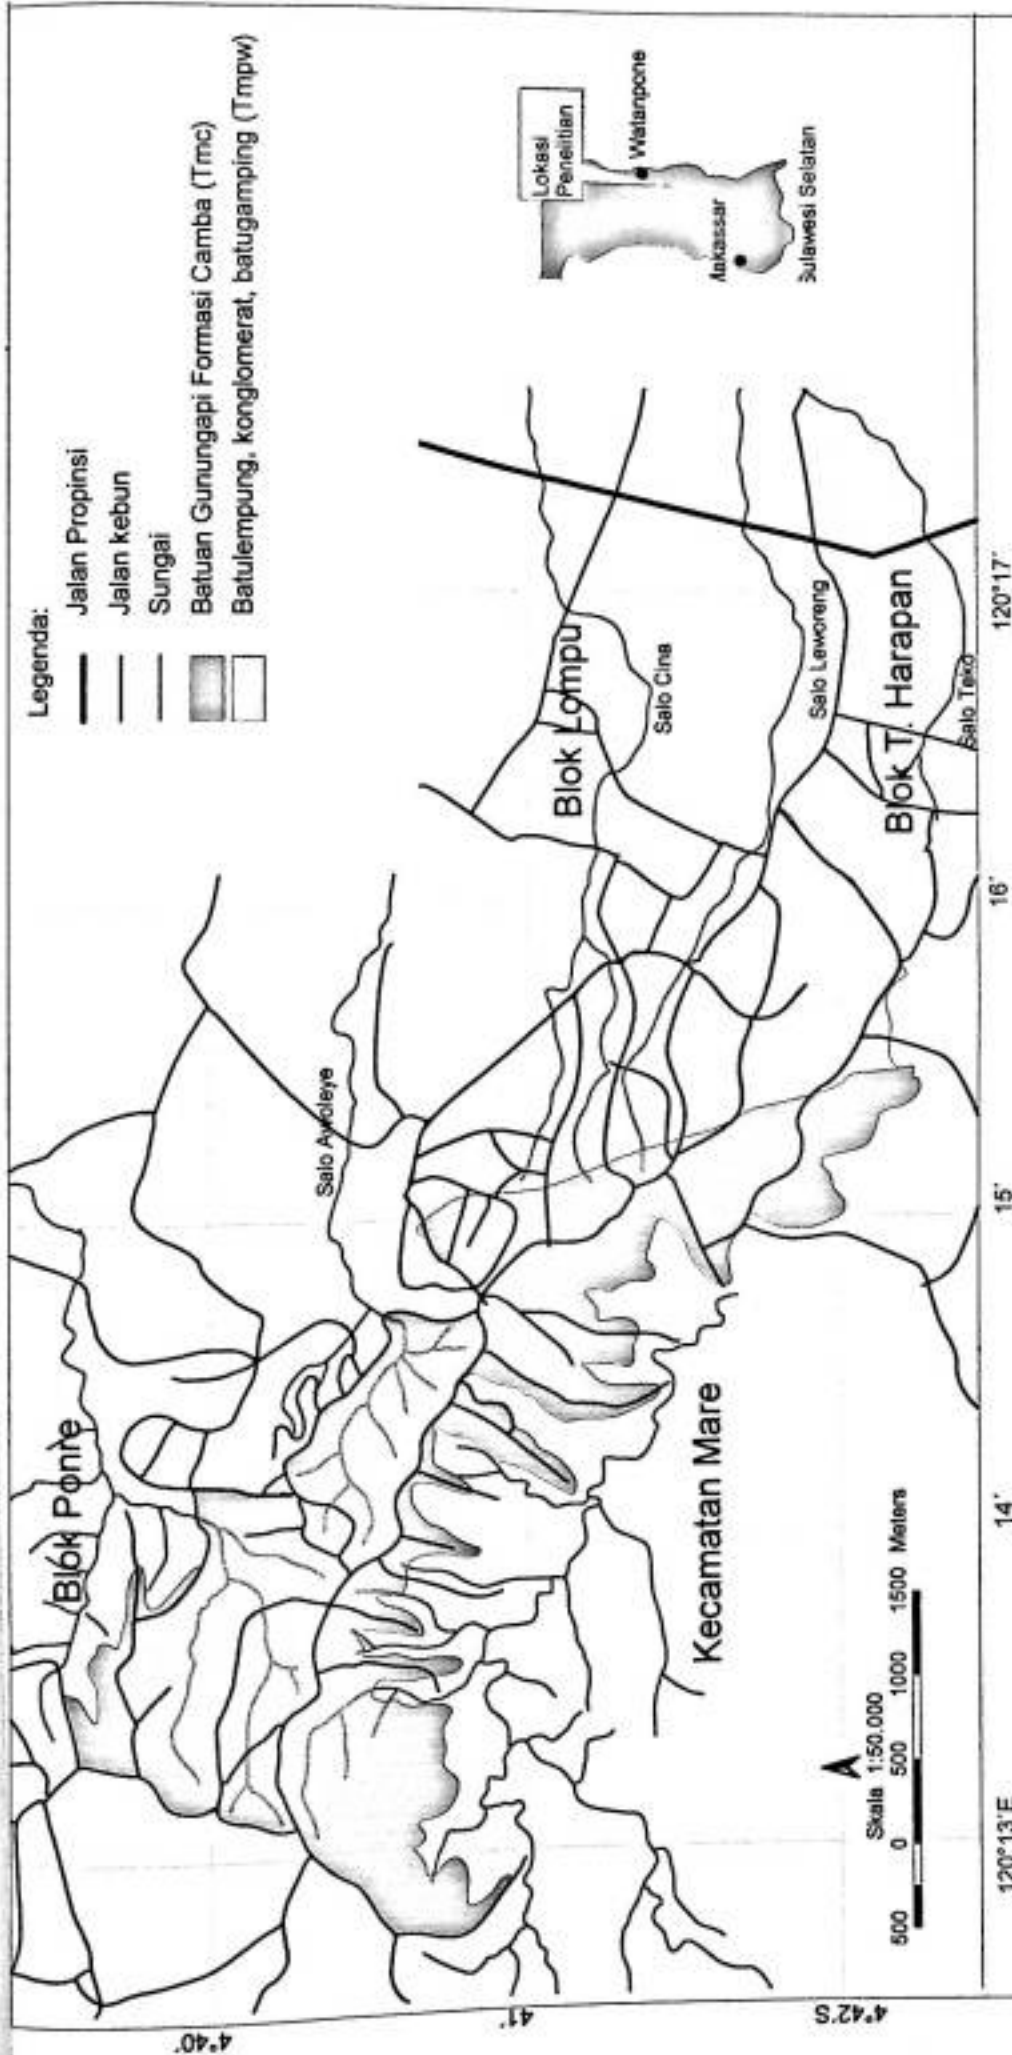 Legenda:
Jalan Propinsi
Jalan kebun
Sungai
Batuan Gunungapi Formasi Camba (Tmc)
Batulempung, konglomerat, batugamping (Tmpw)
Lokasi
Penelitian
Watanpone
Makassar
Sulawesi Selatan
Blok Ponre
Salo Awoleye
Blok Lompu
Salo Cina
Salo Leworeng
Blok T. Harapan
Salo Teko
Kecamatan Mare
Skala 1:50.000
500 0 500 1000 1500 Meters
4°40'
41'
4°42'S
120°13'E
14'
15'
16'
120°17'